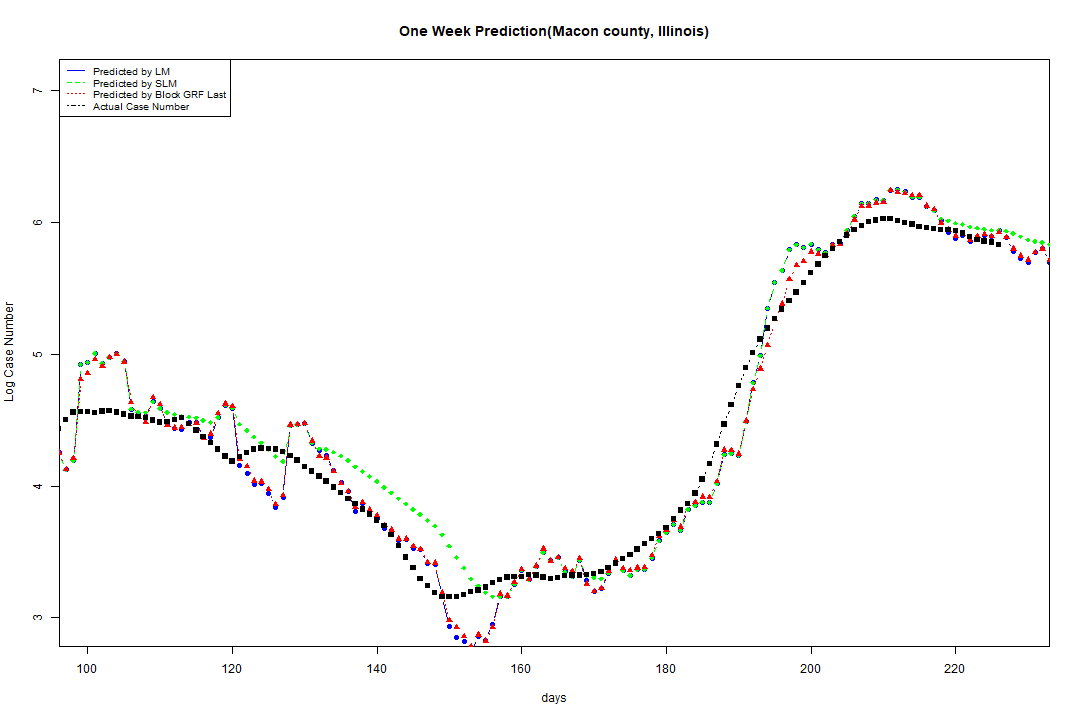 One Week Prediction(Macon county, Illinois)
Predicted by LM
Predicted by SLM
Predicted by Block GRF Last
Actual Case Number
7
6
5
4
3
Log Case Number
100 120 140 160 180 200 220
days